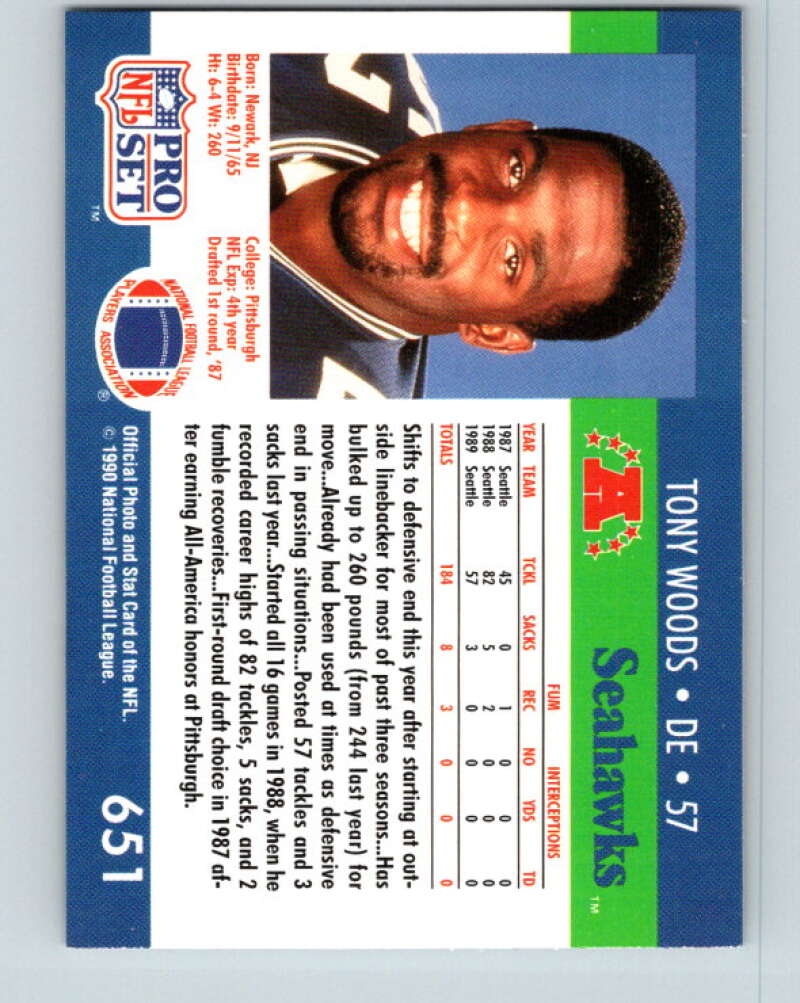 TONY WOODS • DE • 57
A
Seahawks™
Born: Newark, NJ
Birthdate: 9/11/65
Ht: 6-4 Wt: 260
College: Pittsburgh
NFL Exp: 4th year
Drafted 1st round, '87
FUM INTERCEPTIONS
YEAR TEAM TCKL SACKS REC NO YDS TD
1987 Seattle 45 0 1 0 0 0
1988 Seattle 82 5 2 0 0 0
1989 Seattle 57 3 0 0 0 0
TOTALS 184 8 3 0 0 0
Shifts to defensive end this year after starting at out-
side linebacker for most of past three seasons...Has
bulked up to 260 pounds (from 244 last year) for
move...Already had been used at times as defensive
end in passing situations...Posted 57 tackles and 3
sacks last year...Started all 16 games in 1988, when he
recorded career highs of 82 tackles, 5 sacks, and 2
fumble recoveries...First-round draft choice in 1987 af-
ter earning All-America honors at Pittsburgh.
PRO
NFL
SET
™
NATIONAL FOOTBALL LEAGUE
PLAYERS ASSOCIATION
®
Official Photo and Stat Card of the NFL.
© 1990 National Football League.
651